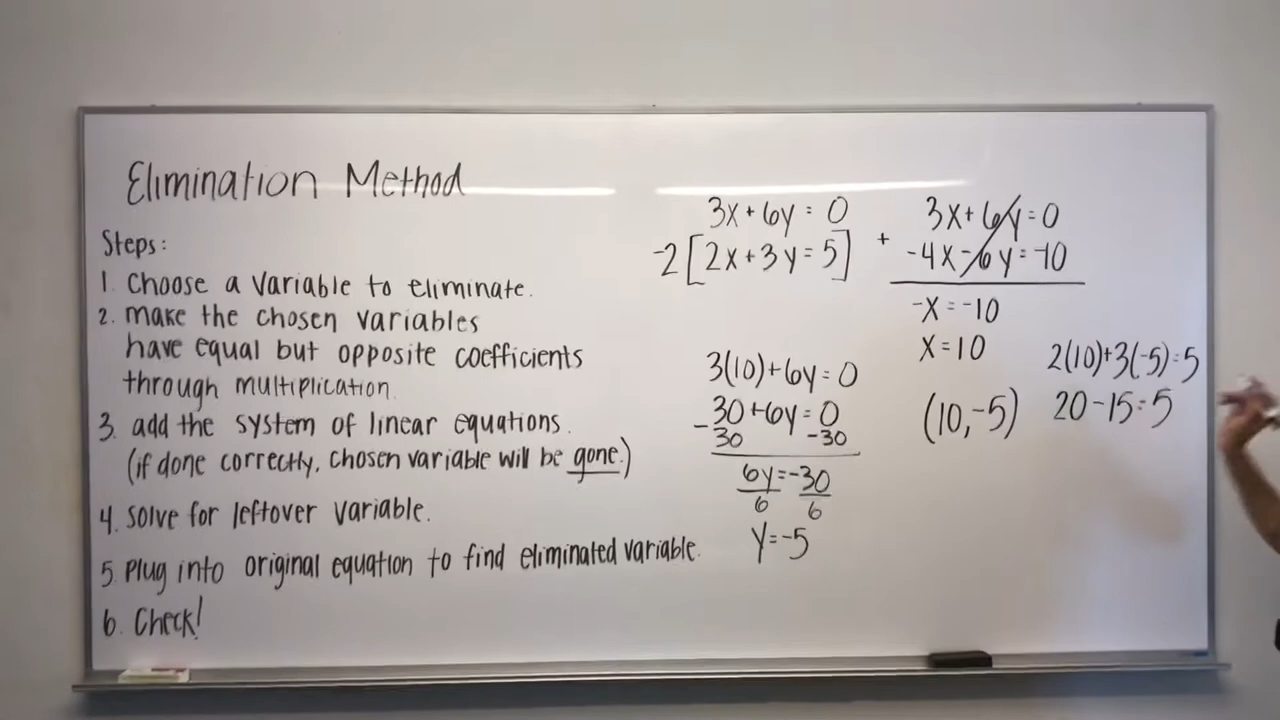 Elimination Method
Steps:
1. Choose a variable to eliminate.
2. make the chosen variables
have equal but opposite coefficients
through multiplication.
3. add the system of linear equations.
(if done correctly, chosen variable will be gone.)
4. solve for leftover variable.
5. Plug into original equation to find eliminated variable.
6. Check!
3x+6y=0
-2[2x+3y=5]
3(10)+6y=0
30+6y=0
-30 -30
6y=-30
6 6
y=-5
3x+6y=0
+ -4x-6y=-10
-x=-10
x=10
(10,-5)
2(10)+3(-5)=5
20-15=5